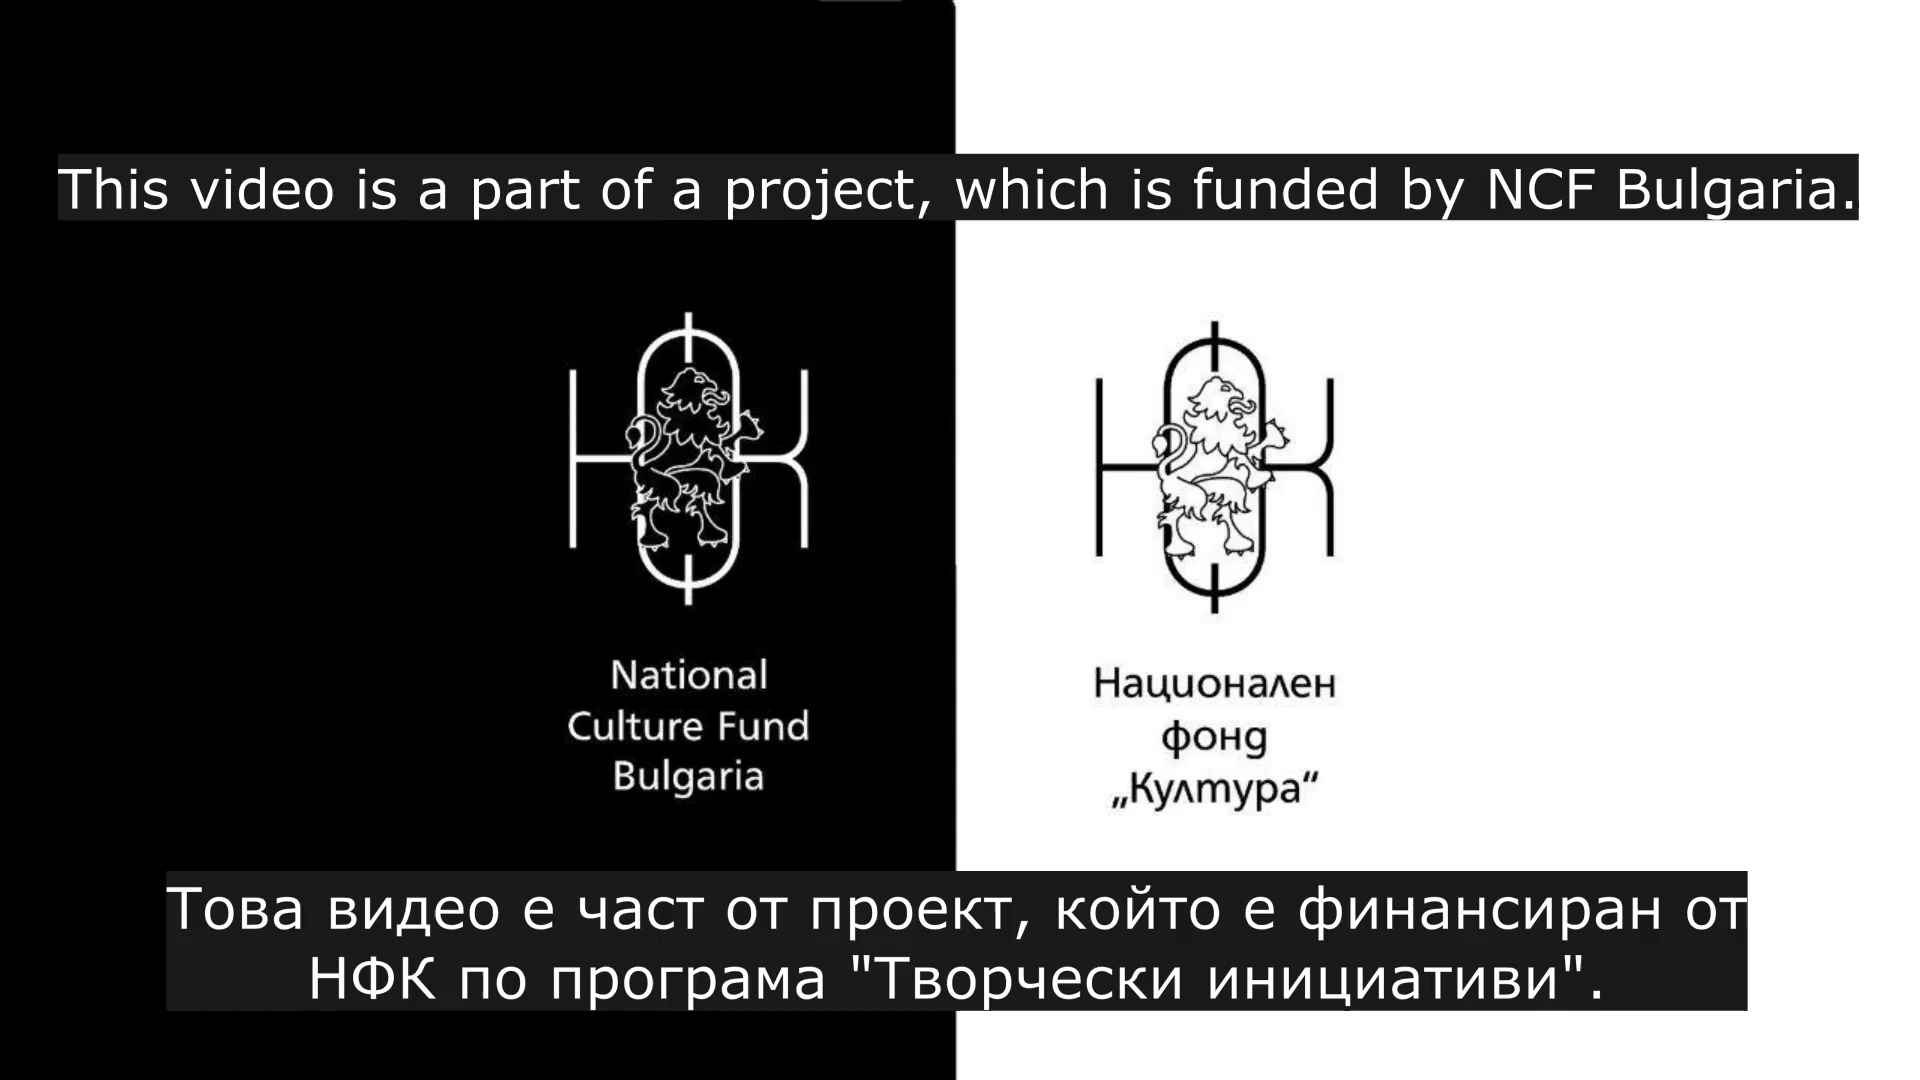 This video is a part of a project, which is funded by NCF Bulgaria.
National
Culture Fund
Bulgaria
Национален
фонд
„Култура“
Това видео е част от проект, който е финансиран от
НФК по програма "Творчески инициативи".